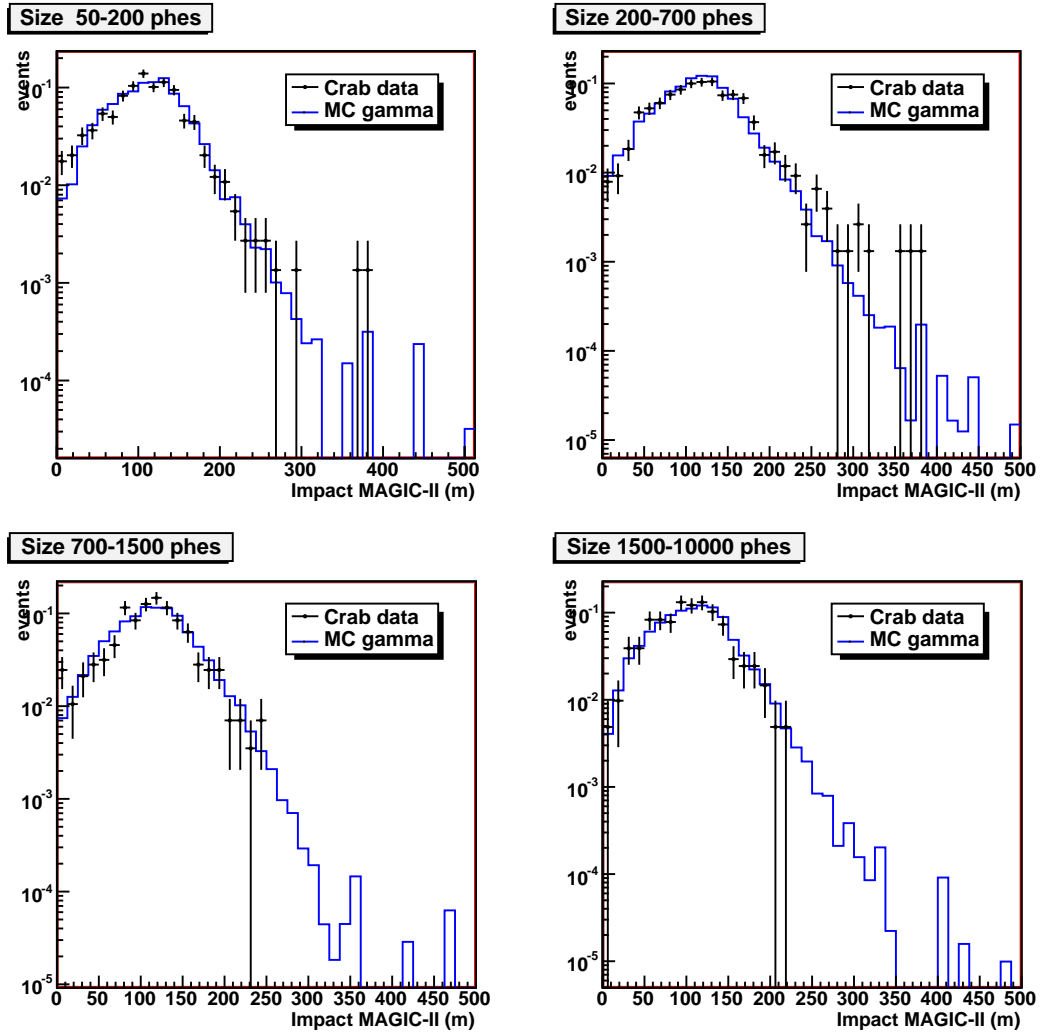 Size  50-200 phes
events
10^-1
10^-2
10^-3
10^-4
Crab data
MC gamma
0 100 200 300 400 500
Impact MAGIC-II (m)
Size 200-700 phes
events
10^-1
10^-2
10^-3
10^-4
10^-5
Crab data
MC gamma
0 50 100 150 200 250 300 350 400 450 500
Impact MAGIC-II (m)
Size 700-1500 phes
events
10^-1
10^-2
10^-3
10^-4
10^-5
Crab data
MC gamma
0 50 100 150 200 250 300 350 400 450 500
Impact MAGIC-II (m)
Size 1500-10000 phes
events
10^-1
10^-2
10^-3
10^-4
10^-5
Crab data
MC gamma
0 50 100 150 200 250 300 350 400 450 500
Impact MAGIC-II (m)